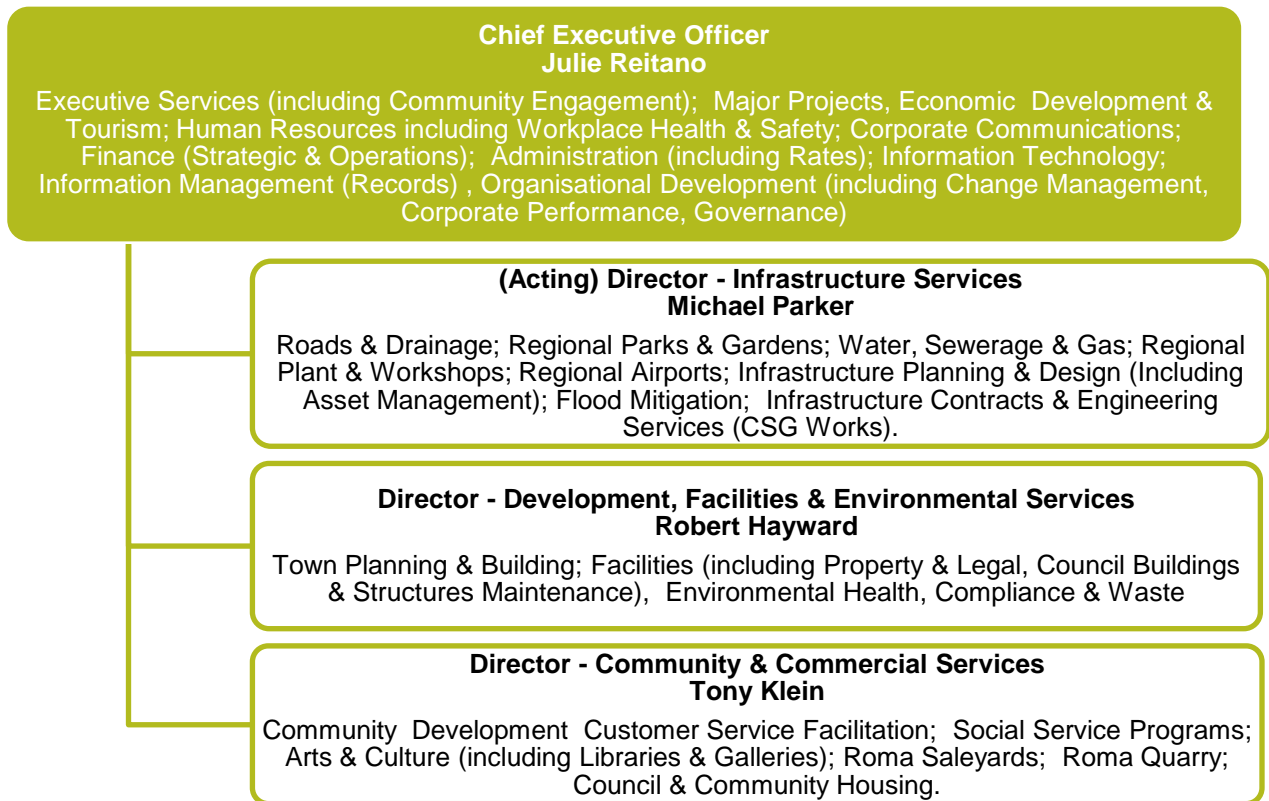 Chief Executive Officer
Julie Reitano
Executive Services (including Community Engagement); Major Projects, Economic Development &
Tourism; Human Resources including Workplace Health & Safety; Corporate Communications;
Finance (Strategic & Operations); Administration (including Rates); Information Technology;
Information Management (Records) , Organisational Development (including Change Management,
Corporate Performance, Governance)
(Acting) Director - Infrastructure Services
Michael Parker
Roads & Drainage; Regional Parks & Gardens; Water, Sewerage & Gas; Regional
Plant & Workshops; Regional Airports; Infrastructure Planning & Design (Including
Asset Management); Flood Mitigation; Infrastructure Contracts & Engineering
Services (CSG Works).
Director - Development, Facilities & Environmental Services
Robert Hayward
Town Planning & Building; Facilities (including Property & Legal, Council Buildings
& Structures Maintenance), Environmental Health, Compliance & Waste
Director - Community & Commercial Services
Tony Klein
Community Development Customer Service Facilitation; Social Service Programs;
Arts & Culture (including Libraries & Galleries); Roma Saleyards; Roma Quarry;
Council & Community Housing.